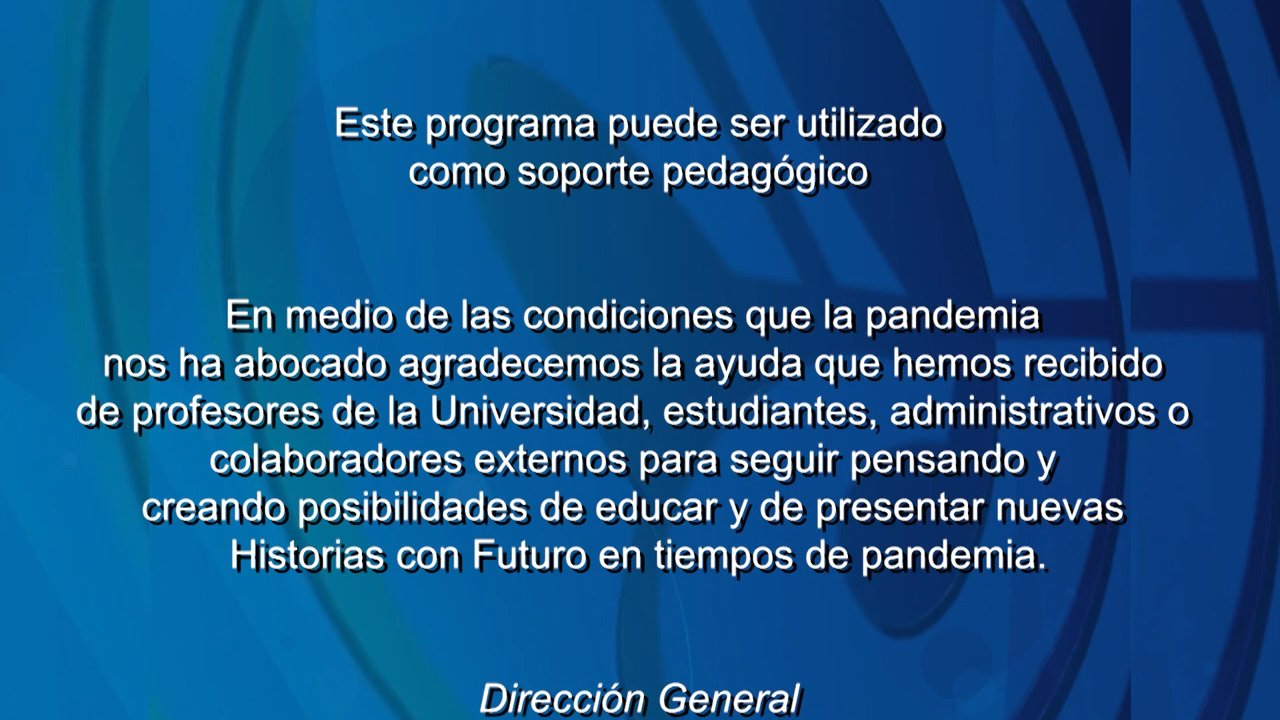 Este programa puede ser utilizado
como soporte pedagógico
En medio de las condiciones que la pandemia
nos ha abocado agradecemos la ayuda que hemos recibido
de profesores de la Universidad, estudiantes, administrativos o
colaboradores externos para seguir pensando y
creando posibilidades de educar y de presentar nuevas
Historias con Futuro en tiempos de pandemia.
Dirección General